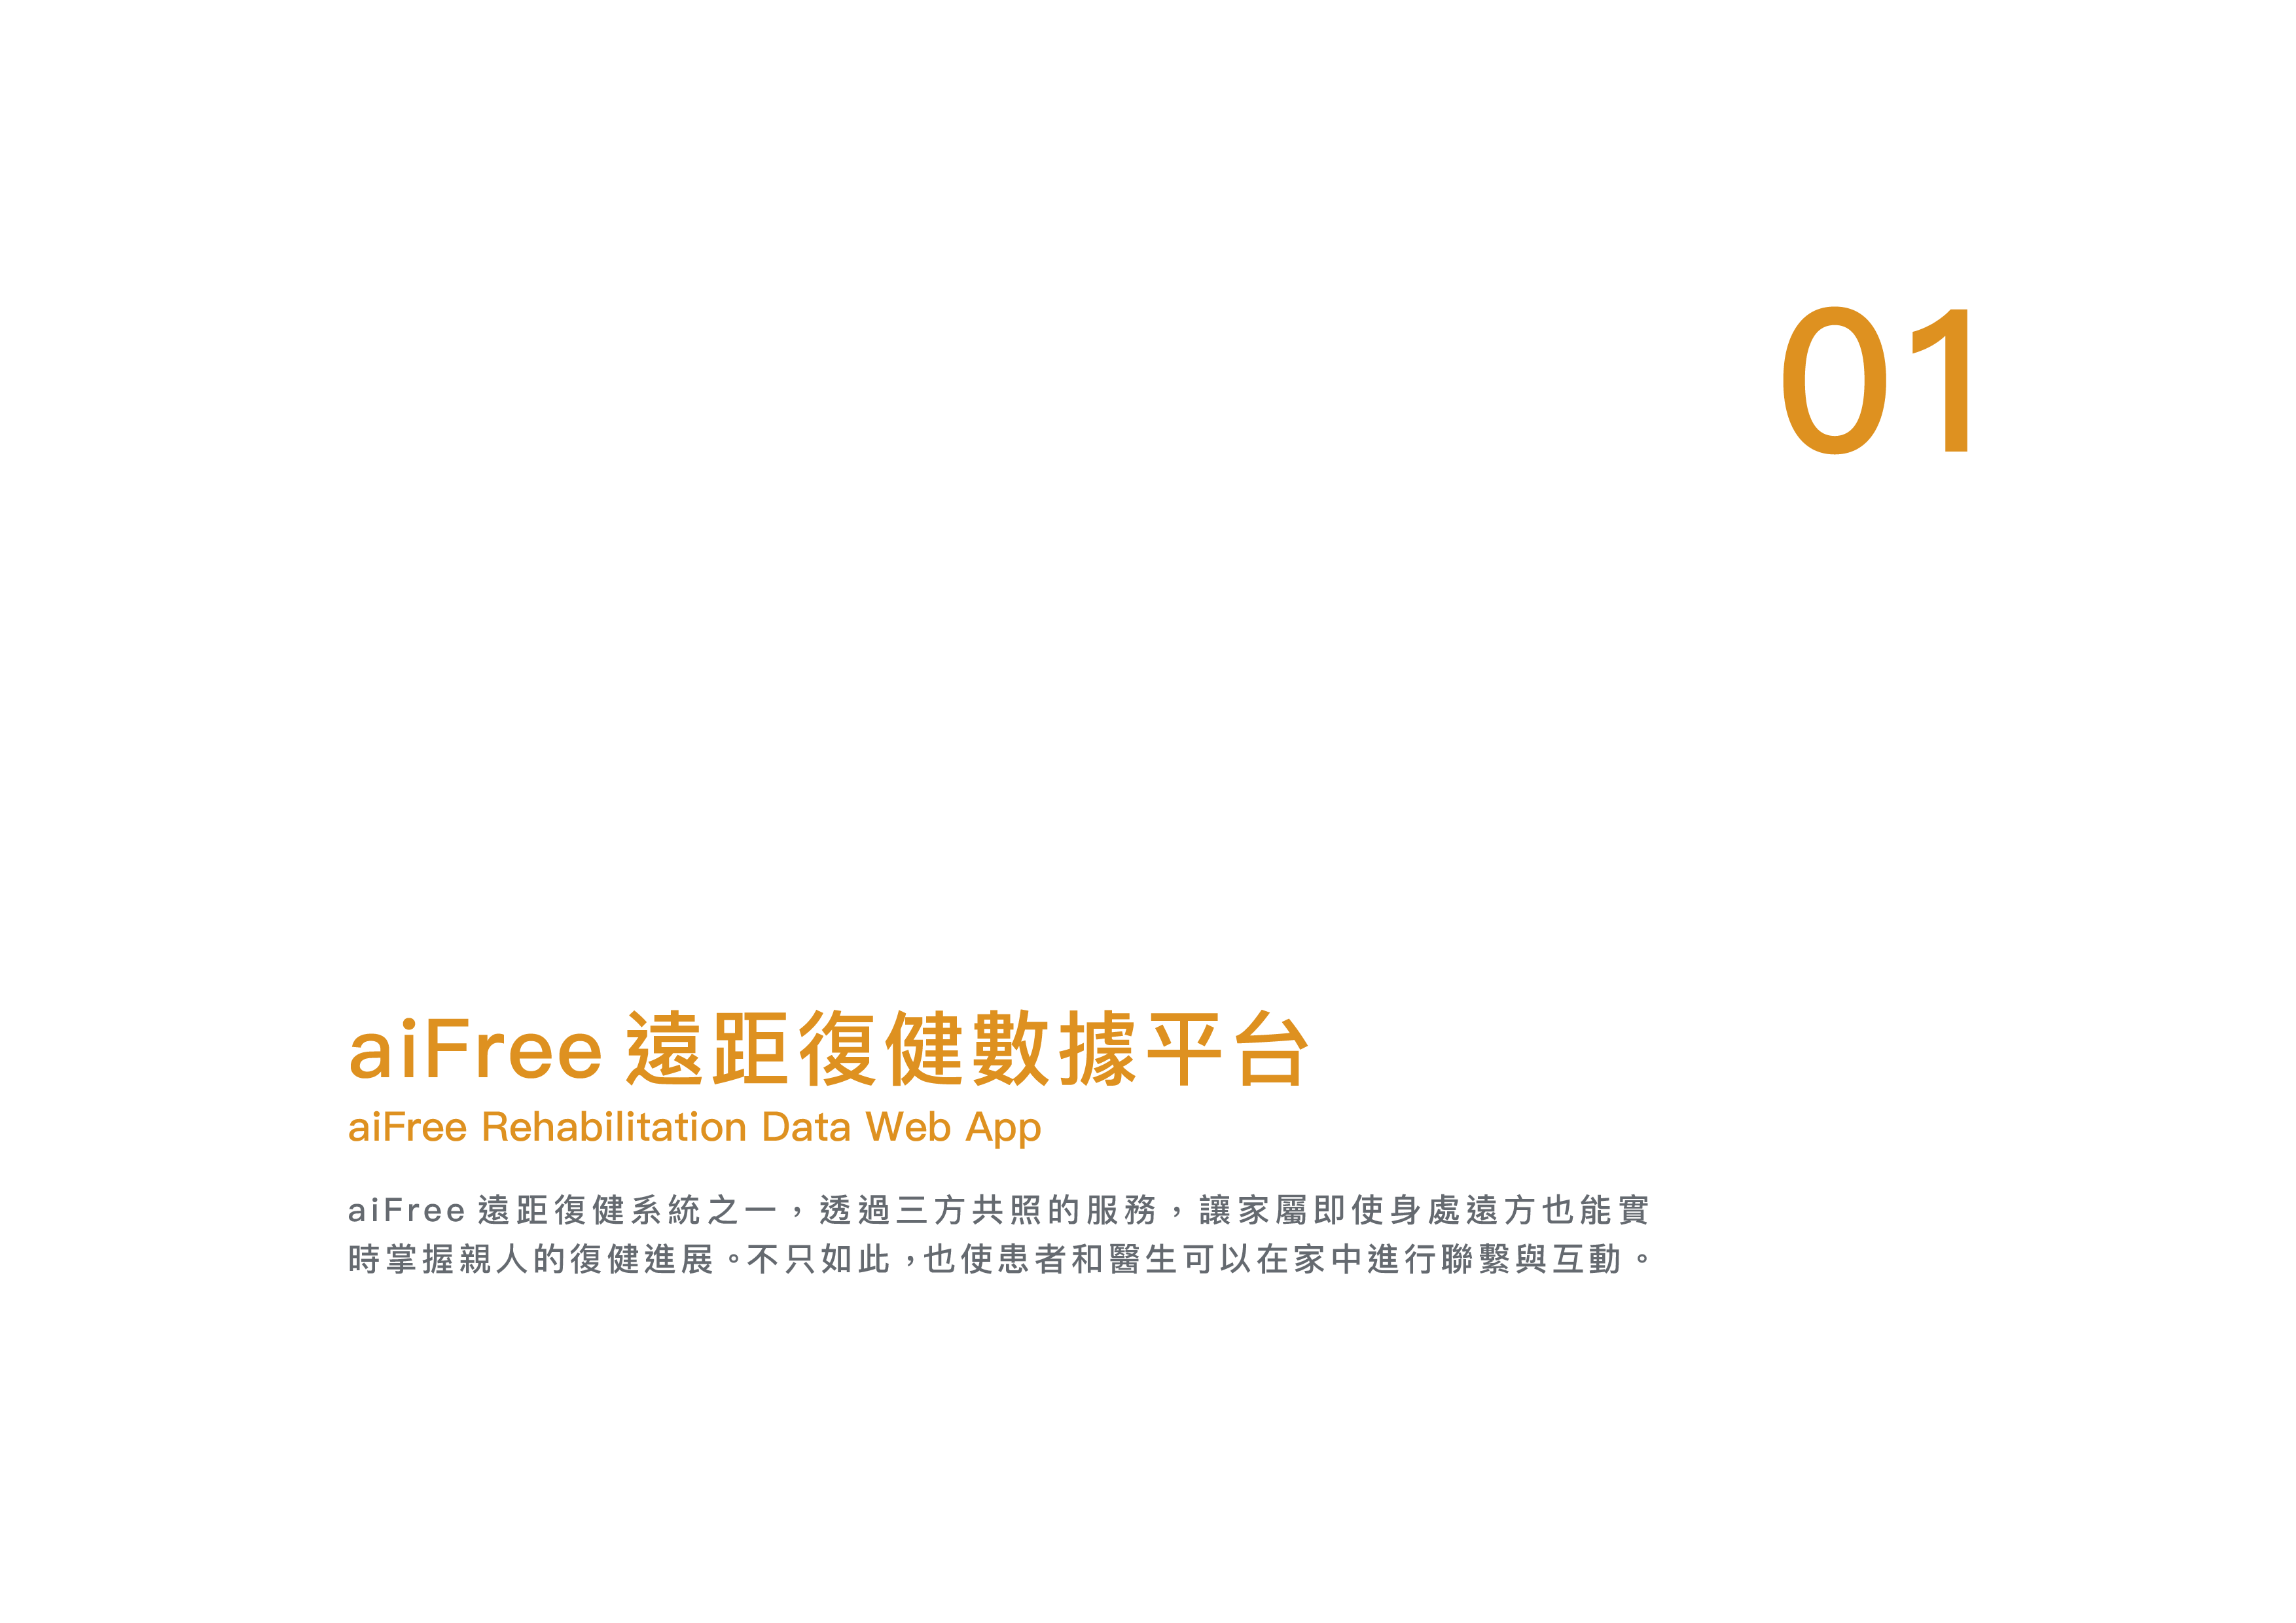 01
aiFree 遠距復健數據平台
aiFree Rehabilitation Data Web App
aiFree 遠距復健系統之一，透過三方共照的服務，讓家屬即使身處遠方也能實
時掌握親人的復健進展。不只如此，也使患者和醫生可以在家中進行聯繫與互動。